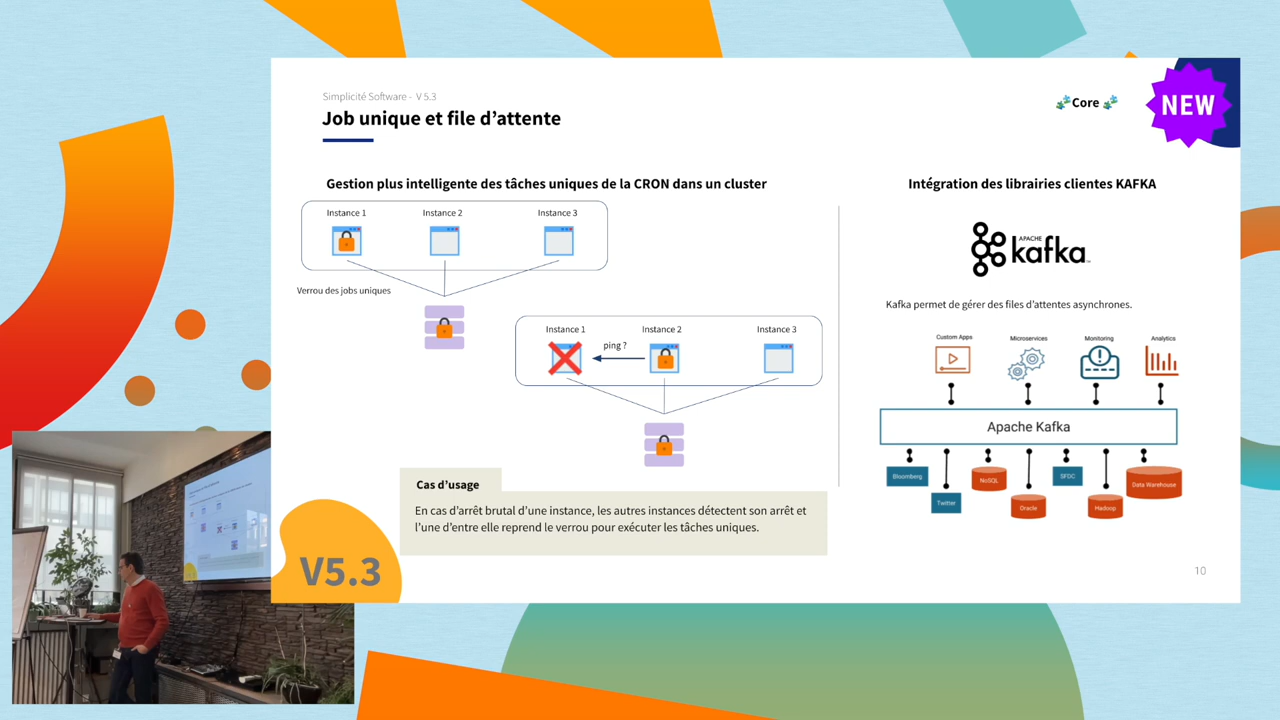 Simplicité Software - V 5.3
Job unique et file d'attente
Core
NEW
Gestion plus intelligente des tâches uniques de la CRON dans un cluster
Instance 1
Instance 2
Instance 3
Verrou des jobs uniques
Instance 1
Instance 2
Instance 3
ping ?
Cas d'usage
En cas d'arrêt brutal d'une instance, les autres instances détectent son arrêt et
l'une d'entre elle reprend le verrou pour exécuter les tâches uniques.
V5.3
Intégration des librairies clientes KAFKA
APACHE
kafka
Kafka permet de gérer des files d'attentes asynchrones.
Custom Apps
Microservices
Monitoring
Analytics
Apache Kafka
Bloomberg
Twitter
NoSQL
Oracle
SFDC
Hadoop
Data Warehouse
10